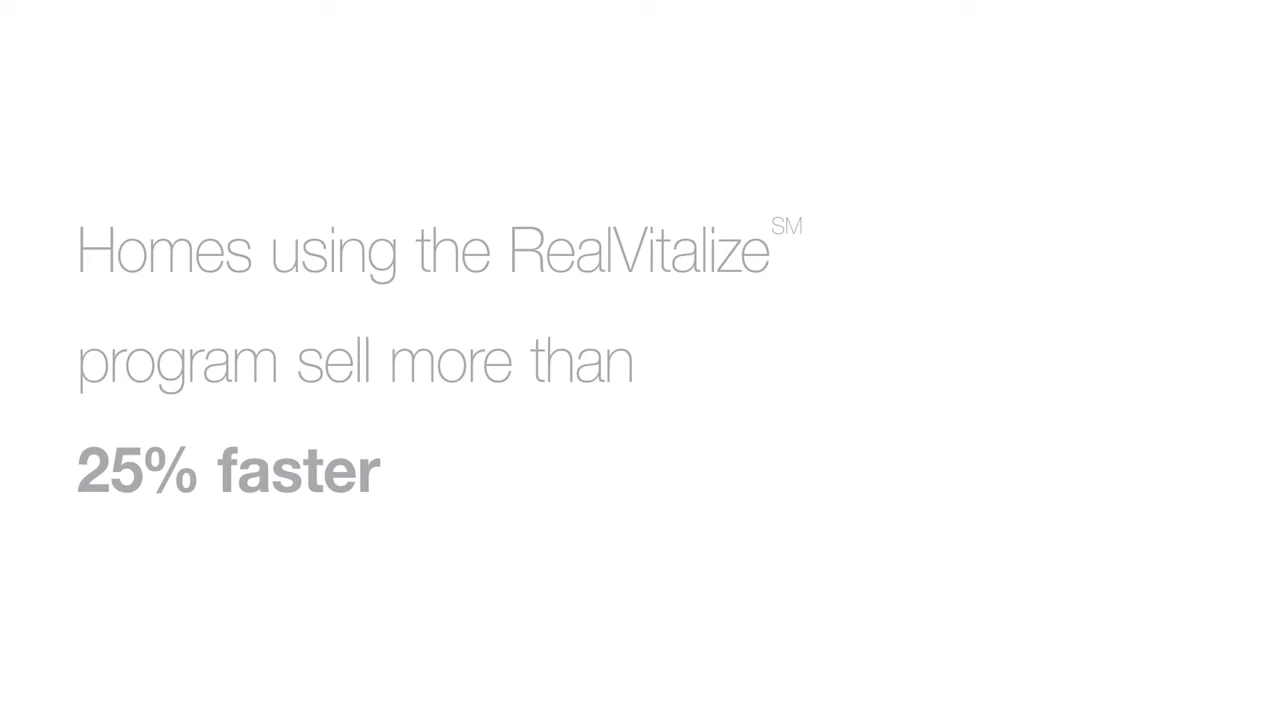 Homes using the RealVitalize℠
program sell more than
25% faster